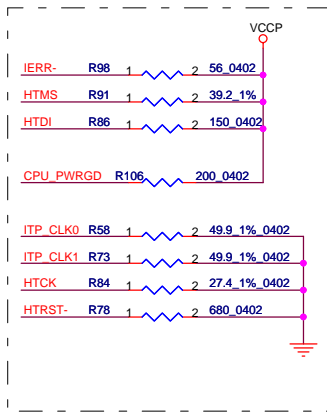 VCCP
IERR- R98 1 2 56_0402
HTMS R91 1 2 39.2_1%
HTDI R86 1 2 150_0402
CPU_PWRGD R106 200_0402
ITP_CLK0 R58 1 2 49.9_1%_0402
ITP_CLK1 R73 1 2 49.9_1%_0402
HTCK R84 1 2 27.4_1%_0402
HTRST- R78 1 2 680_0402